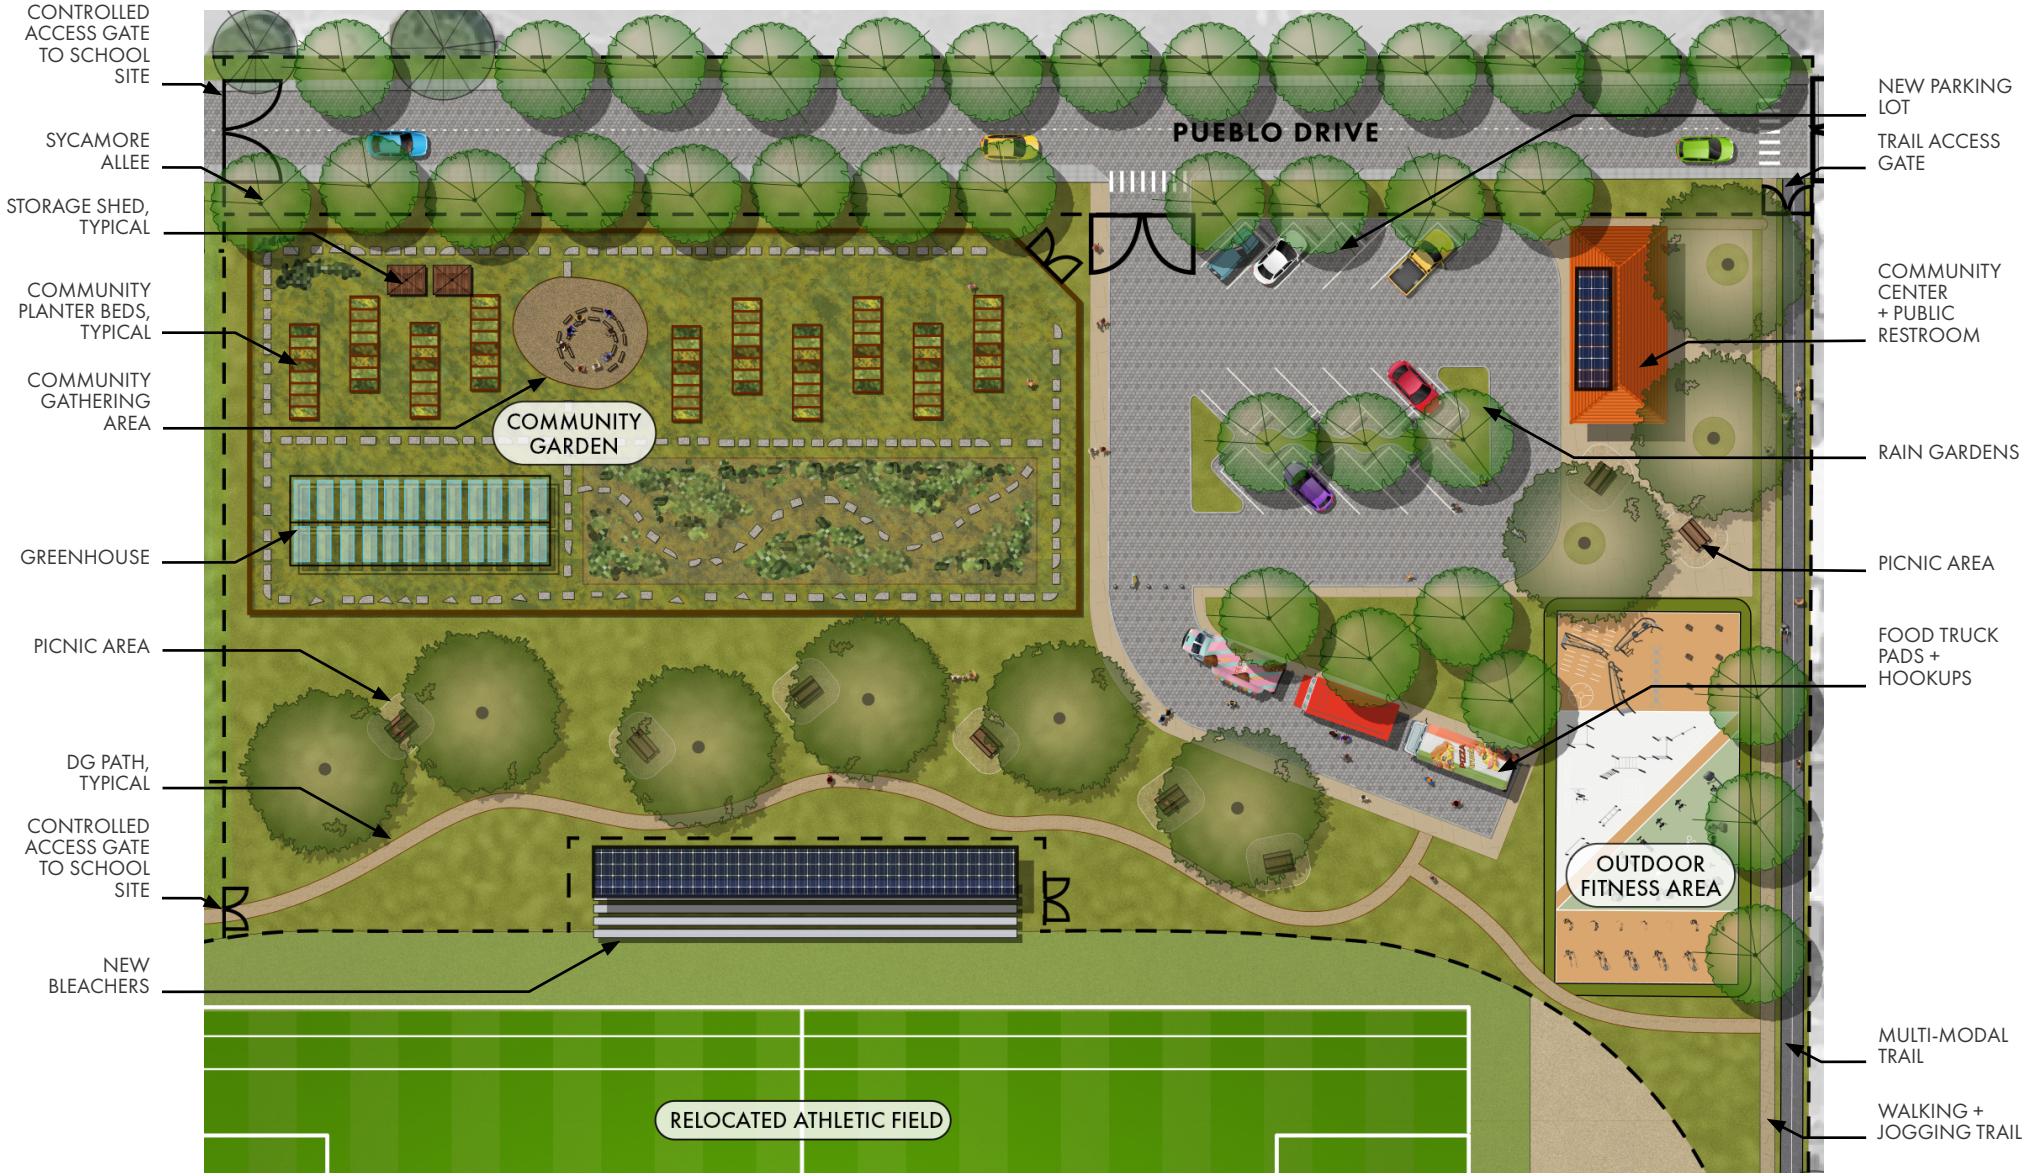 CONTROLLED
ACCESS GATE
TO SCHOOL
SITE
SYCAMORE
ALLEE
STORAGE SHED,
TYPICAL
COMMUNITY
PLANTER BEDS,
TYPICAL
COMMUNITY
GATHERING
AREA
GREENHOUSE
PICNIC AREA
DG PATH,
TYPICAL
CONTROLLED
ACCESS GATE
TO SCHOOL
SITE
NEW
BLEACHERS
PUEBLO DRIVE
COMMUNITY
GARDEN
PIZZA
OUTDOOR
FITNESS AREA
RELOCATED ATHLETIC FIELD
NEW PARKING
LOT
TRAIL ACCESS
GATE
COMMUNITY
CENTER
+ PUBLIC
RESTROOM
RAIN GARDENS
PICNIC AREA
FOOD TRUCK
PADS +
HOOKUPS
MULTI-MODAL
TRAIL
WALKING +
JOGGING TRAIL